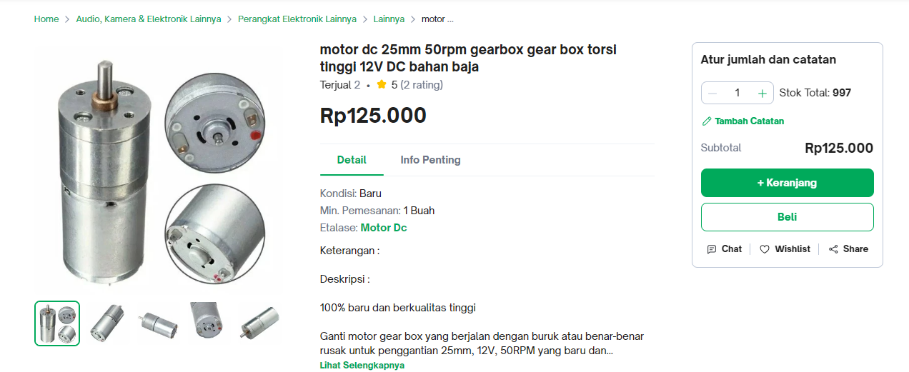 Home > Audio, Kamera & Elektronik Lainnya > Perangkat Elektronik Lainnya > Lainnya > motor ...
motor dc 25mm 50rpm gearbox gear box torsi
tinggi 12V DC bahan baja
Terjual 2 • 5 (2 rating)
Rp125.000
Detail Info Penting
Kondisi: Baru
Min. Pemesanan: 1 Buah
Etalase: Motor Dc
Keterangan :
Deskripsi :
100% baru dan berkualitas tinggi
Ganti motor gear box yang berjalan dengan buruk atau benar-benar
rusak untuk penggantian 25mm, 12V, 50RPM yang baru dan...
Lihat Selengkapnya
Atur jumlah dan catatan
1 Stok Total: 997
Tambah Catatan
Subtotal Rp125.000
+ Keranjang
Beli
Chat Wishlist Share